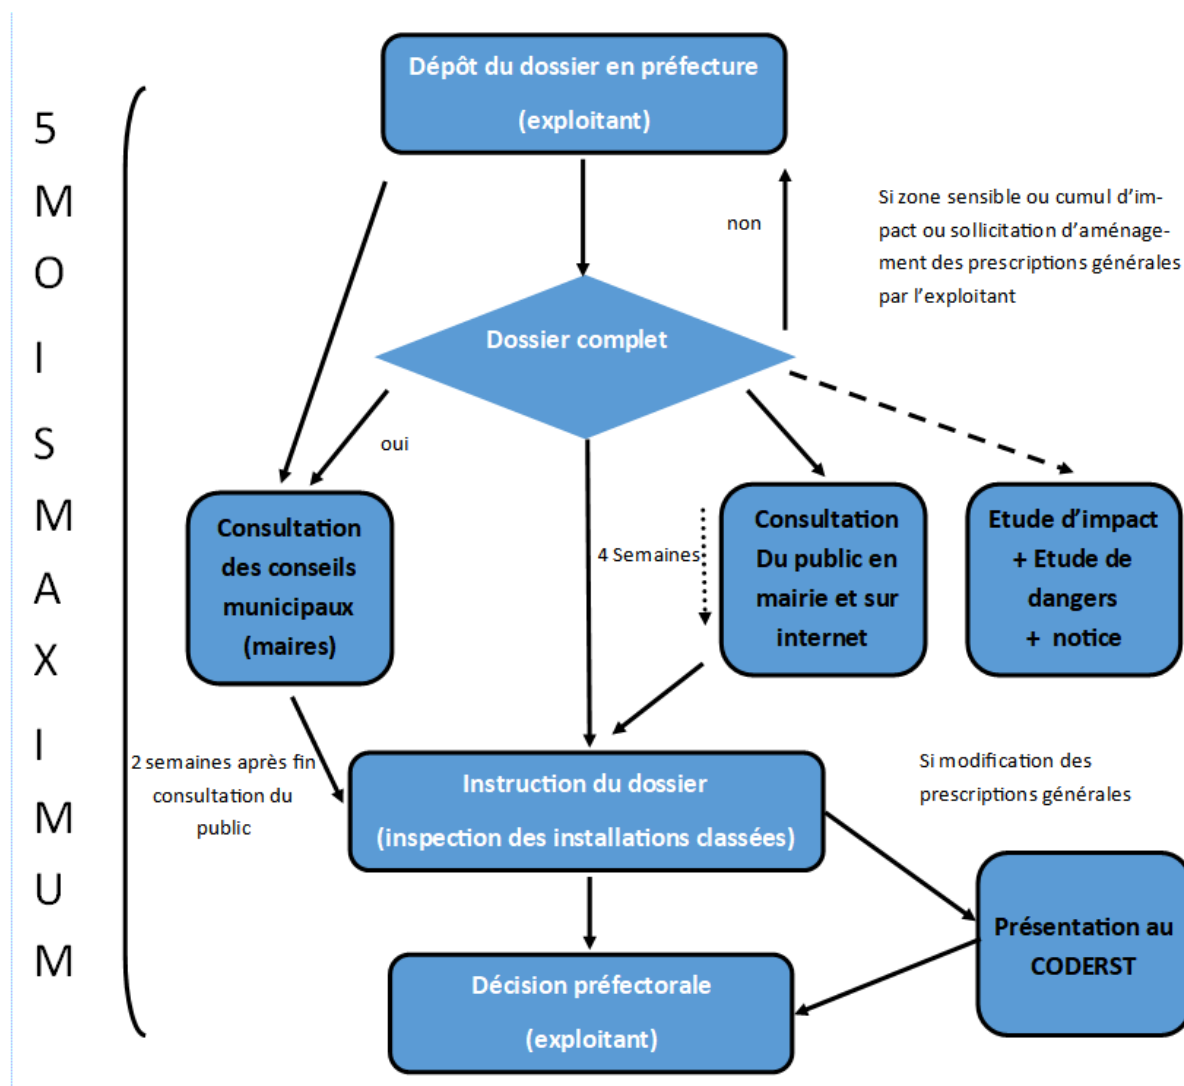 5 MOIS MAXIMUM
Dépôt du dossier en préfecture
(exploitant)
non
Si zone sensible ou cumul d’im-
pact ou sollicitation d’aménage-
ment des prescriptions générales
par l’exploitant
Dossier complet
oui
Consultation
des conseils
municipaux
(maires)
4 Semaines
Consultation
Du public en
mairie et sur
internet
Etude d’impact
+ Etude de
dangers
+ notice
2 semaines après fin
consultation du
public
Instruction du dossier
(inspection des installations classées)
Si modification des
prescriptions générales
Présentation au
CODERST
Décision préfectorale
(exploitant)